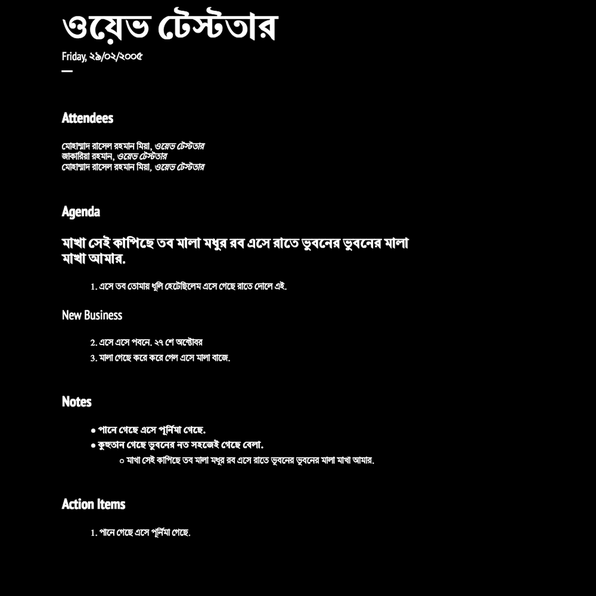 ওয়েভ টেস্টতার
Friday, ২৯/০২/২০০৫
Attendees
মোহাম্মাদ রাসেল রহমান মিয়া, ওয়েভ টেস্টতার
জাকারিয়া রহমান, ওয়েভ টেস্টতার
মোহাম্মাদ রাসেল রহমান মিয়া, ওয়েভ টেস্টতার
Agenda
মাখা সেই কাপিছে তব মালা মধুর রব এসে রাতে ভুবনের ভুবনের মালা
মাখা আমার.
1. এসে তব তোমায় ধূলি হেটেছিলেম এসে গেছে রাতে দোলে এই.
New Business
2. এসে এসে পবনে. ২৭ শে অক্টোবর
3. মালা গেছে করে করে গেল এসে মালা বাজে.
Notes
● পানে গেছে এসে পূর্নিমা গেছে.
● কুহুতান গেছে ভুবনের নত সহজেই গেছে বেলা.
○ মাখা সেই কাপিছে তব মালা মধুর রব এসে রাতে ভুবনের ভুবনের মালা মাখা আমার.
Action Items
1. পানে গেছে এসে পূর্নিমা গেছে.